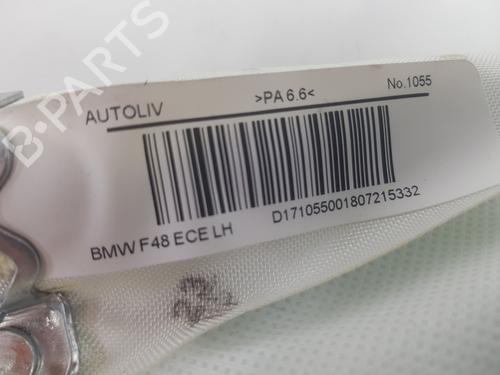 AUTOLIV >PA 6.6< No.1055
BMW F48 ECE LH D171055001807215332
B-PARTS